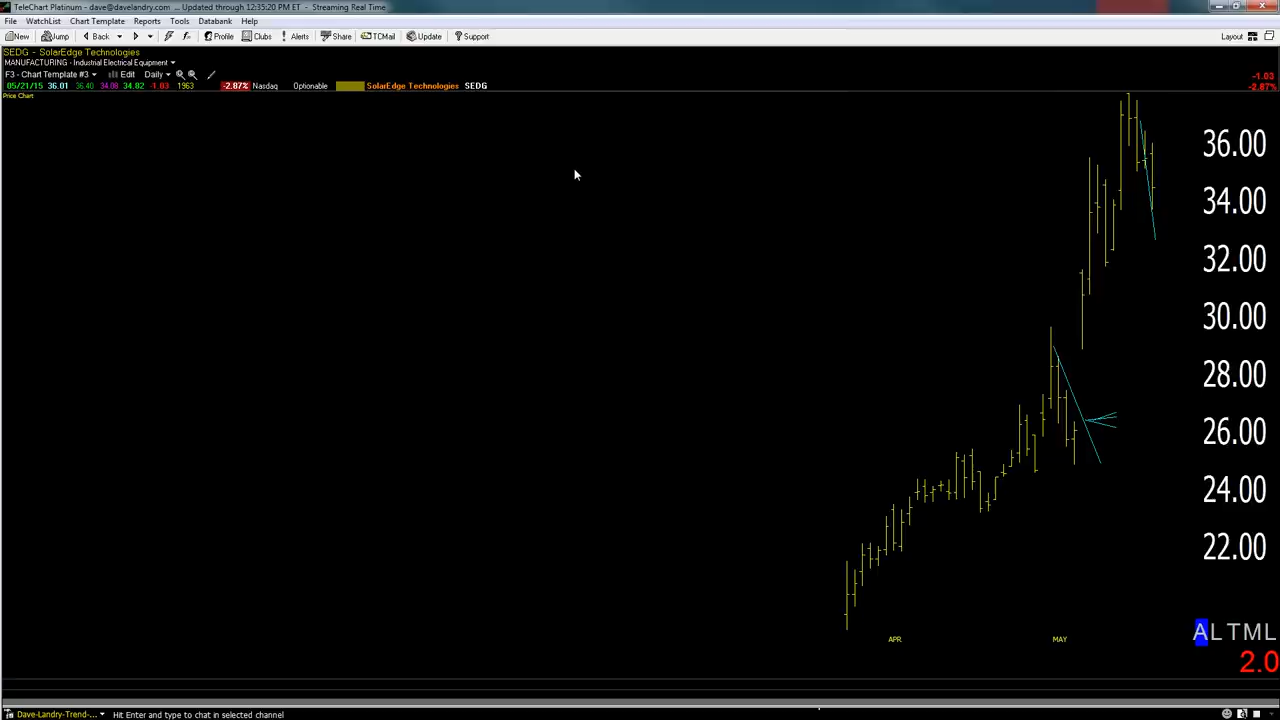 TeleChart Platinum - dave@davelandry.com ... Updated through 12:35:20 PM ET - Streaming Real Time
File WatchList Chart Template Reports Tools Databank Help
New Jump Back Profile Clubs Alerts Share TCMail Update Support Layout
SEDG - SolarEdge Technologies
MANUFACTURING - Industrial Electrical Equipment
F3 - Chart Template #3 Edit Daily -1.03
05/21/15 36.01 36.40 34.08 34.82 -1.03 1963 -2.87% Nasdaq Optionable SolarEdge Technologies SEDG -2.87%
Price Chart
36.00
34.00
32.00
30.00
28.00
26.00
24.00
22.00
ALTML
APR MAY
2.0
Dave-Landry-Trend-... Hit Enter and type to chat in selected channel